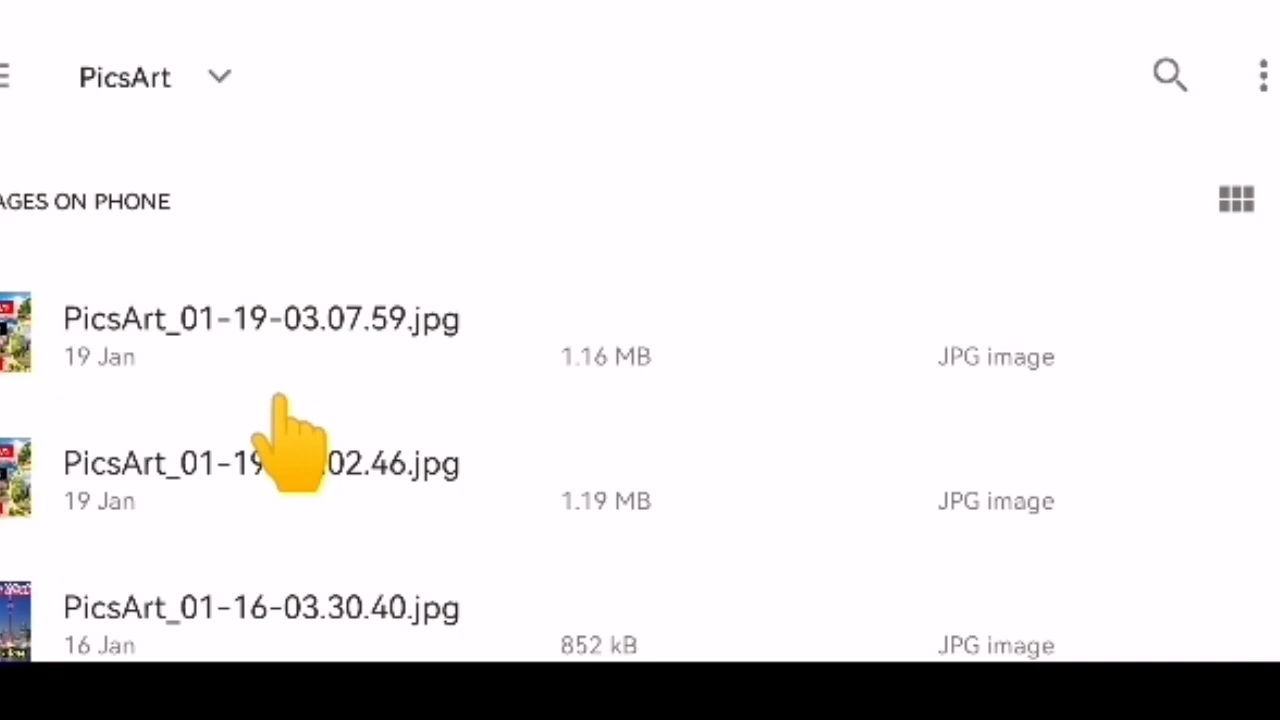 PicsArt
AGES ON PHONE
PicsArt_01-19-03.07.59.jpg
19 Jan 1.16 MB JPG image
PicsArt_01-19 .02.46.jpg
19 Jan 1.19 MB JPG image
PicsArt_01-16-03.30.40.jpg
16 Jan 852 kB JPG image